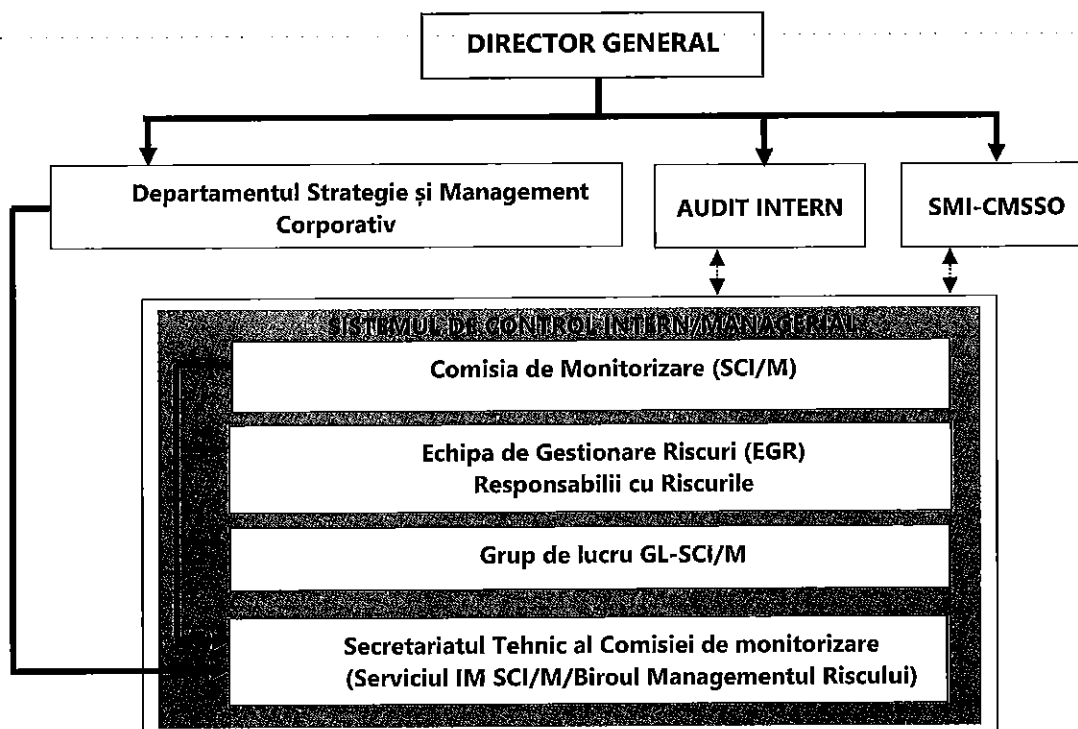 DIRECTOR GENERAL
Departamentul Strategie și Management
Corporativ
AUDIT INTERN
SMI-CMSSO
SISTEMUL DE CONTROL INTERN/MANAGERIAL
Comisia de Monitorizare (SCI/M)
Echipa de Gestionare Riscuri (EGR)
Responsabilii cu Riscurile
Grup de lucru GL-SCI/M
Secretariatul Tehnic al Comisiei de monitorizare
(Serviciul IM SCI/M/Biroul Managementul Riscului)